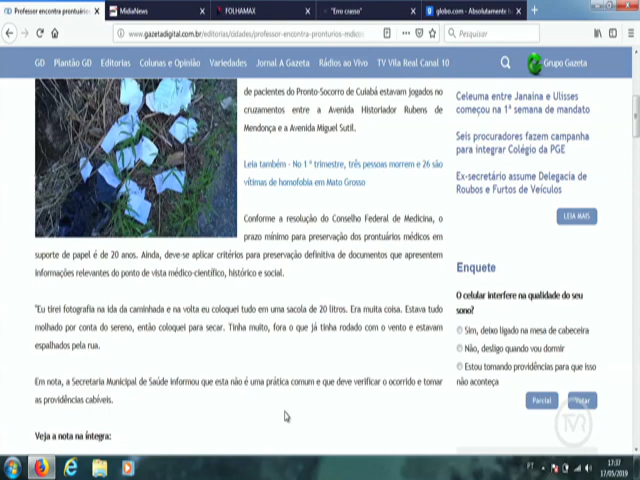 Professor encontra prontuários
MidiaNews
FOLHAMAX
"Erro crasso"
globo.com - Absolutamente t
www.gazetadigital.com.br/editorias/cidades/professor-encontra-pronturios-mdicos
Pesquisar
GD Plantão GD Editorias Colunas e Opinião Variedades Jornal A Gazeta Rádios ao Vivo TV Vila Real Canal 10
Grupo Gazeta
de pacientes do Pronto-Socorro de Cuiabá estavam jogados no
cruzamentos entre a Avenida Historiador Rubens de
Mendonça e a Avenida Miguel Sutil.
Leia também - No 1º trimestre, três pessoas morrem e 26 são
vítimas de homofobia em Mato Grosso
Conforme a resolução do Conselho Federal de Medicina, o
prazo mínimo para preservação dos prontuários médicos em
suporte de papel é de 20 anos. Ainda, deve-se aplicar critérios para preservação definitiva de documentos que apresentem
informações relevantes do ponto de vista médico-científico, histórico e social.
"Eu tirei fotografia na ida da caminhada e na volta eu coloquei tudo em uma sacola de 20 litros. Era muita coisa. Estava tudo
molhado por conta do sereno, então coloquei para secar. Tinha muito, fora o que já tinha rodado com o vento e estavam
espalhados pela rua.
Em nota, a Secretaria Municipal de Saúde informou que esta não é uma prática comum e que deve verificar o ocorrido e tomar
as providências cabíveis.
Veja a nota na íntegra:
Celeuma entre Janaina e Ulisses
começou na 1ª semana de mandato
Seis procuradores fazem campanha
para integrar Colégio da PGE
Ex-secretário assume Delegacia de
Roubos e Furtos de Veículos
LEIA MAIS
Enquete
O celular interfere na qualidade do seu
sono?
Sim, deixo ligado na mesa de cabeceira
Não, desligo quando vou dormir
Estou tomando providências para que isso
não aconteça
Parcial Votar
TVR
PT
17:37
17/05/2019